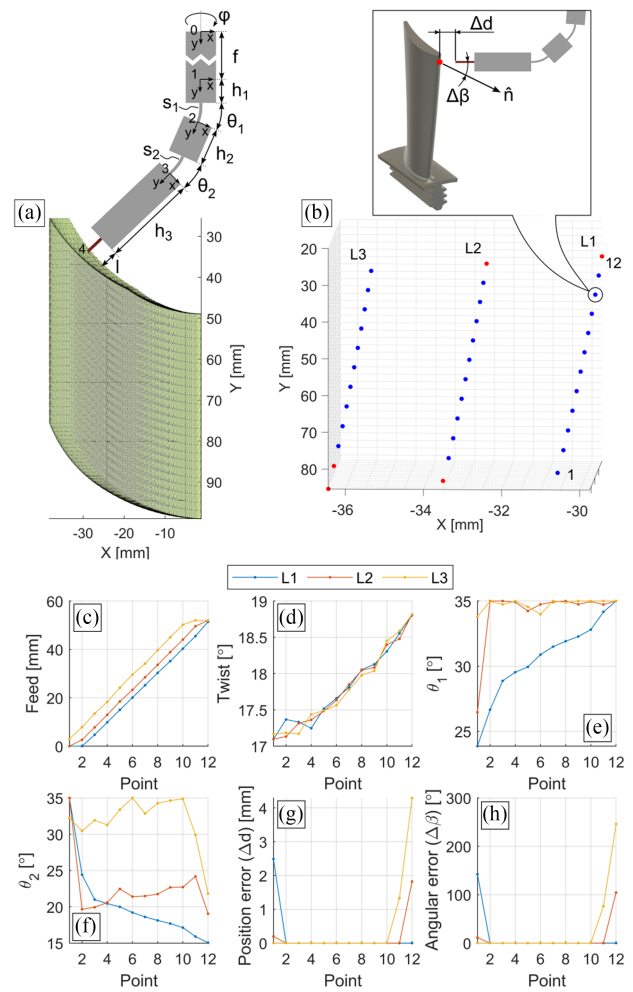 φ
0
x
y
f
1
x
y
h1
s1
2
x
y
θ1
s2
h2
3
x
y
θ2
h3
4
l
(a)
30
40
50
60
70
80
90
Y [mm]
-30
-20
-10
X [mm]
Δd
Δβ
n̂
(b)
L3
L2
L1
12
1
20
30
40
50
60
70
80
Y [mm]
-36
-34
-32
-30
X [mm]
L1 L2 L3
(c)
Feed [mm]
60
40
20
0
2 4 6 8 10 12
Point
(d)
Twist [°]
19
18.5
18
17.5
17
2 4 6 8 10 12
Point
(e)
θ1 [°]
35
30
25
2 4 6 8 10 12
Point
(f)
θ2 [°]
35
30
25
20
15
2 4 6 8 10 12
Point
(g)
Position error (Δd) [mm]
4
3
2
1
0
2 4 6 8 10 12
Point
(h)
Angular error (Δβ) [°]
300
200
100
0
2 4 6 8 10 12
Point